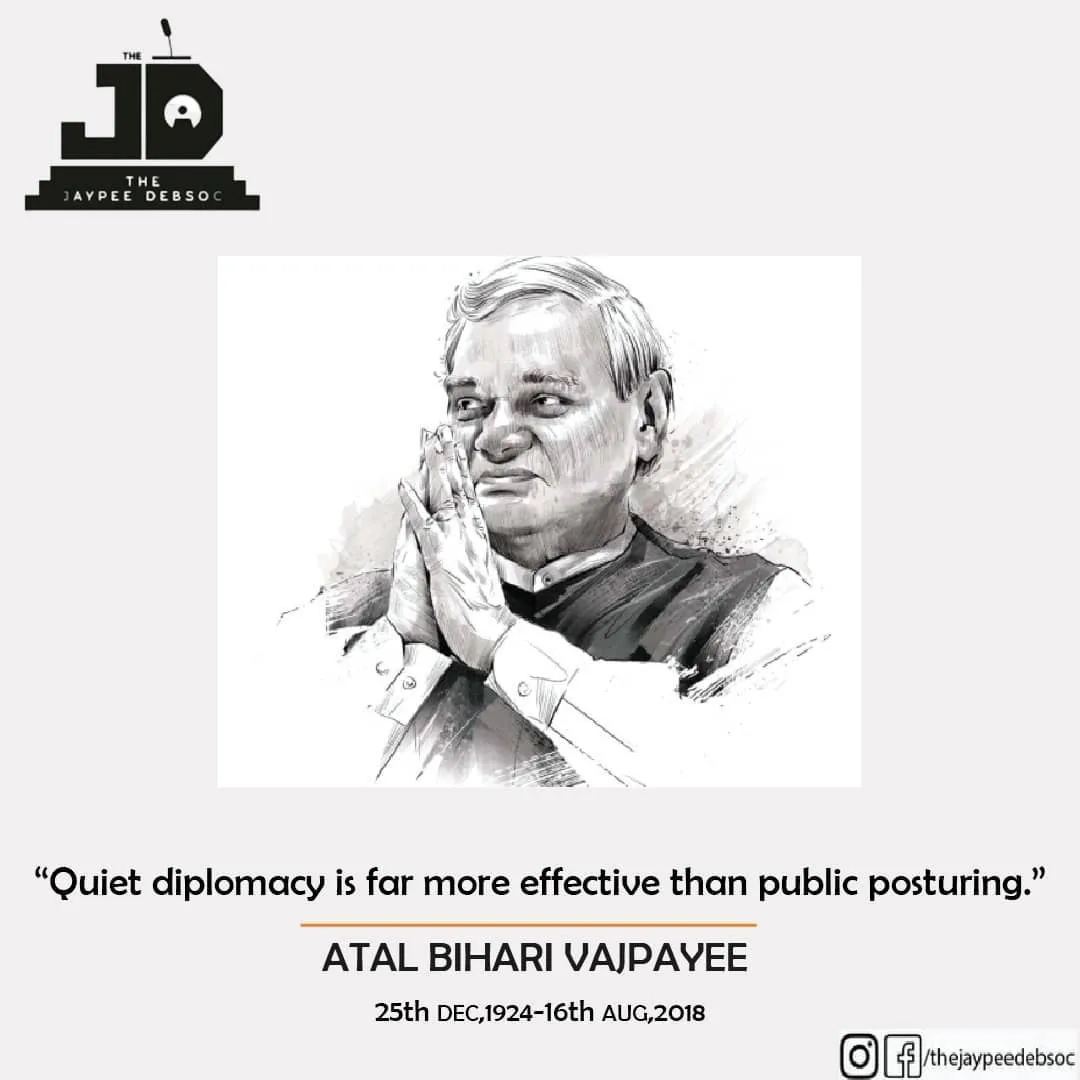 THE
JD
THE
JAYPEE DEBSOC
“Quiet diplomacy is far more effective than public posturing.”
ATAL BIHARI VAJPAYEE
25th DEC,1924-16th AUG,2018
/thejaypeedebsoc